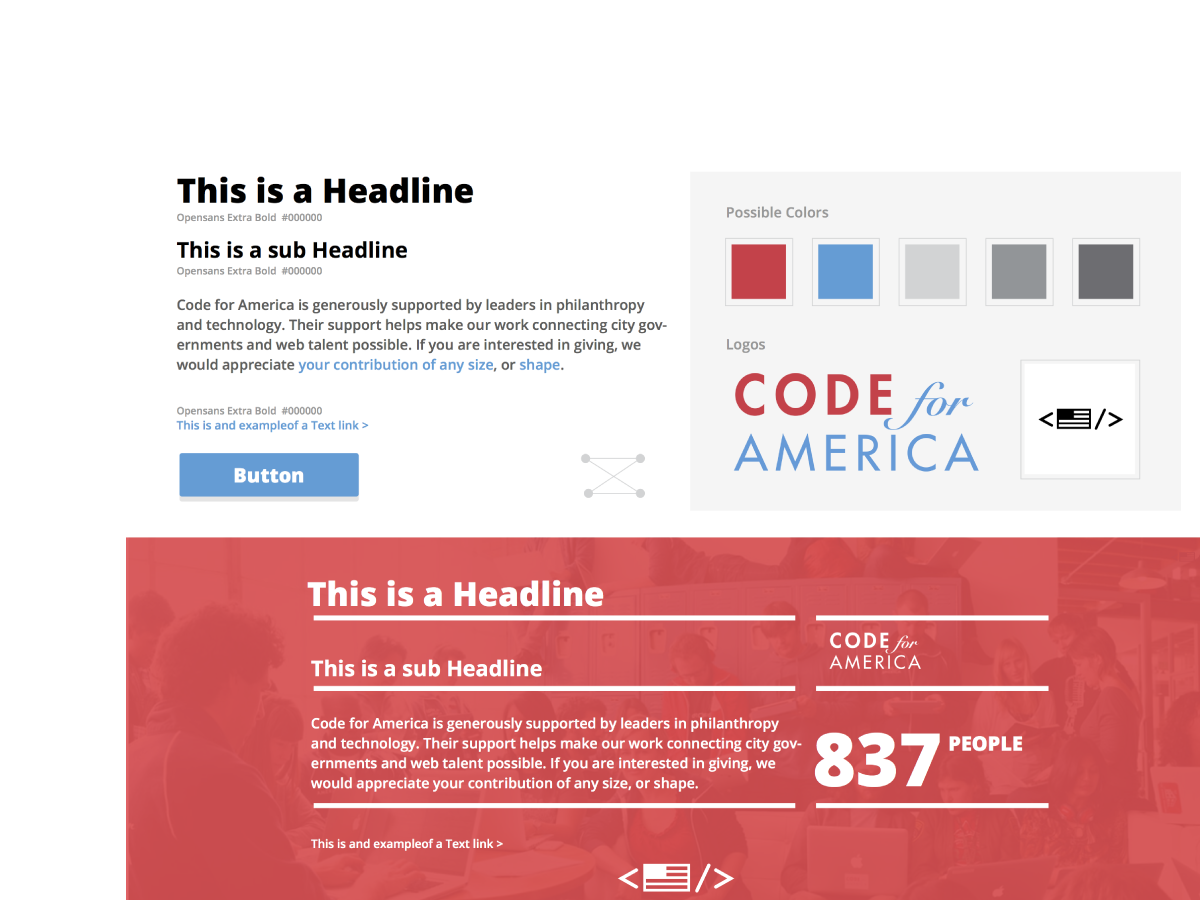 This is a Headline
Opensans Extra Bold #000000
This is a sub Headline
Opensans Extra Bold #000000
Code for America is generously supported by leaders in philanthropy
and technology. Their support helps make our work connecting city gov-
ernments and web talent possible. If you are interested in giving, we
would appreciate your contribution of any size, or shape.
Opensans Extra Bold #000000
This is and exampleof a Text link >
Button
Possible Colors
Logos
CODE for
AMERICA
< />
This is a Headline
This is a sub Headline
Code for America is generously supported by leaders in philanthropy
and technology. Their support helps make our work connecting city gov-
ernments and web talent possible. If you are interested in giving, we
would appreciate your contribution of any size, or shape.
This is and exampleof a Text link >
CODE for
AMERICA
837 PEOPLE
< />